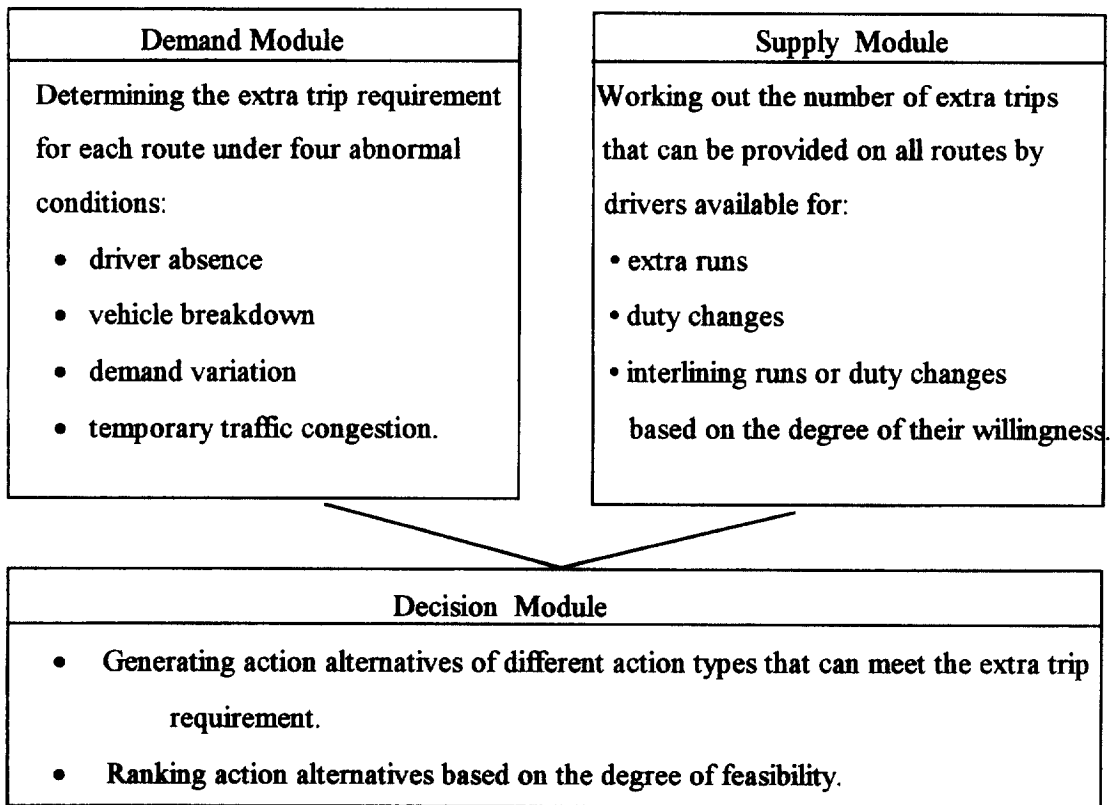 Demand Module
Determining the extra trip requirement
for each route under four abnormal
conditions:
• driver absence
• vehicle breakdown
• demand variation
• temporary traffic congestion.
Supply Module
Working out the number of extra trips
that can be provided on all routes by
drivers available for:
• extra runs
• duty changes
• interlining runs or duty changes
based on the degree of their willingness.
Decision Module
• Generating action alternatives of different action types that can meet the extra trip
requirement.
• Ranking action alternatives based on the degree of feasibility.